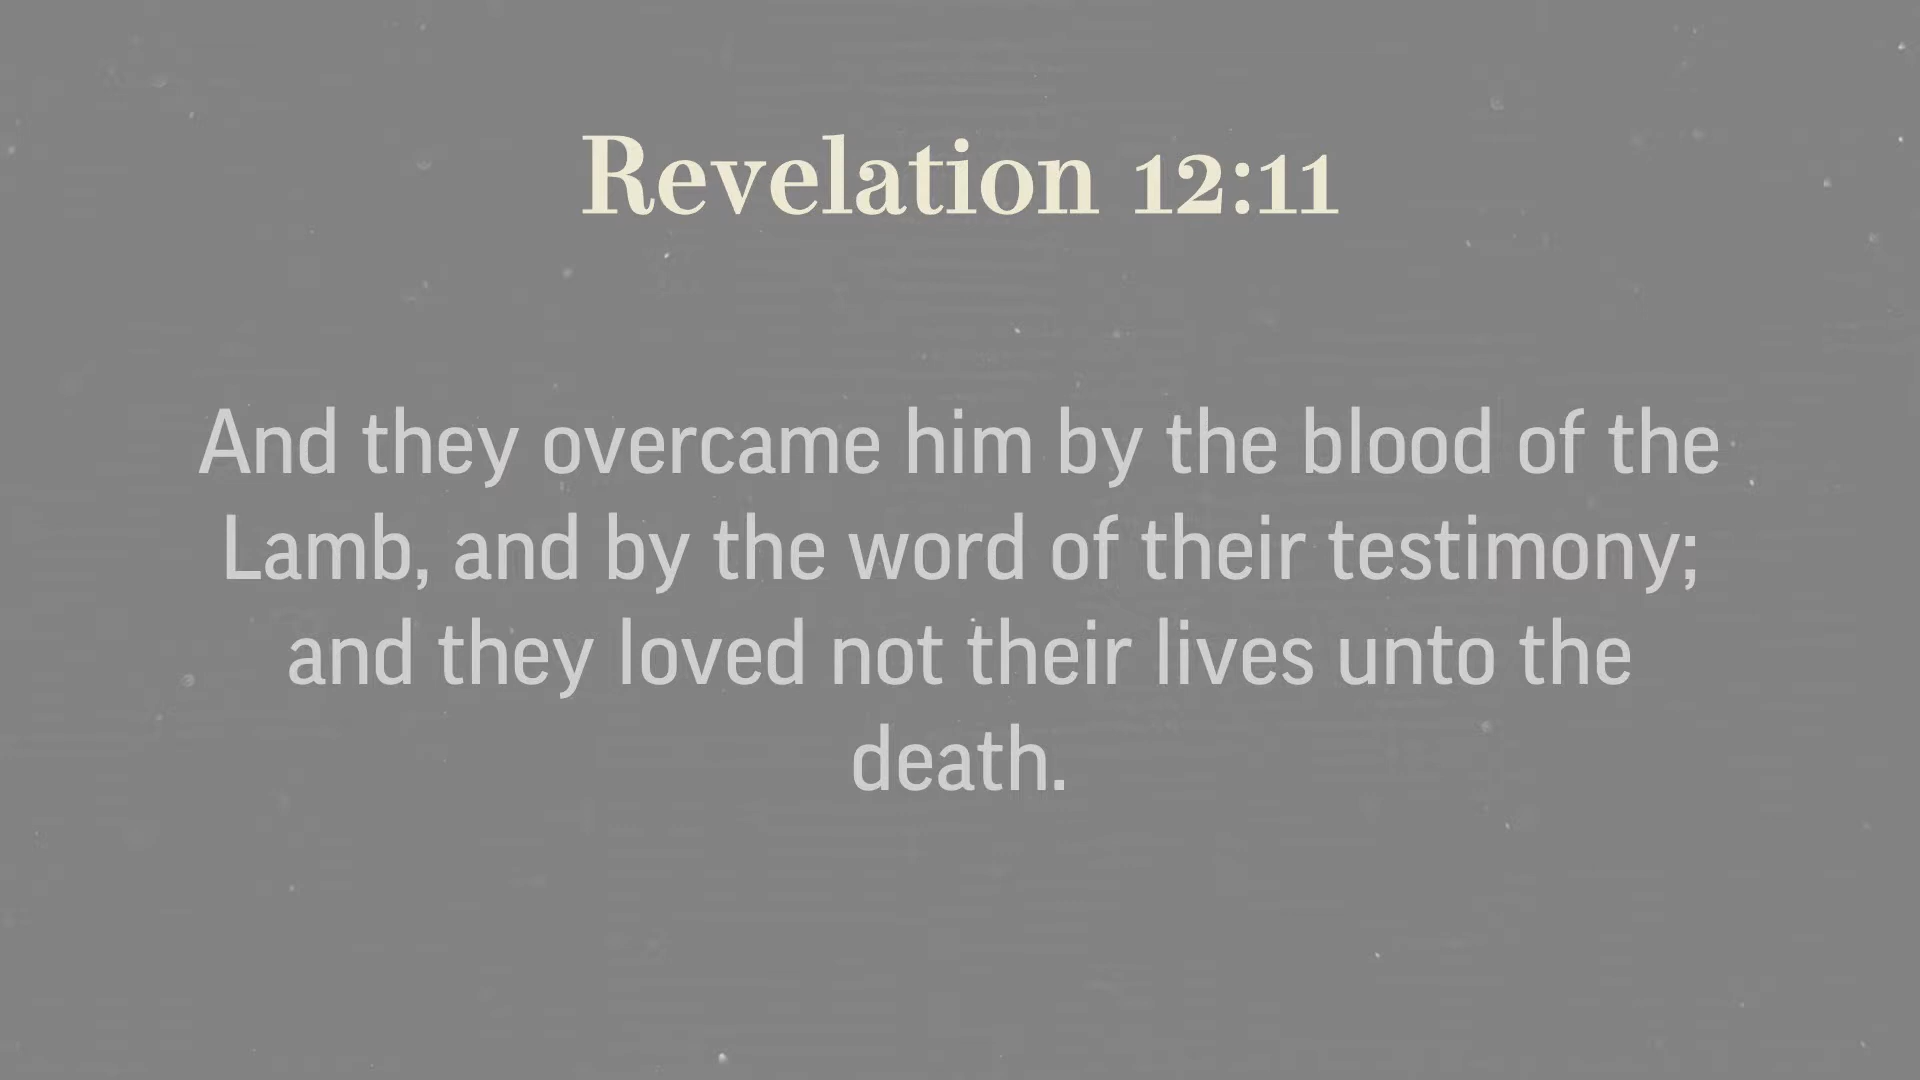 Revelation 12:11
And they overcame him by the blood of the
Lamb, and by the word of their testimony;
and they loved not their lives unto the
death.